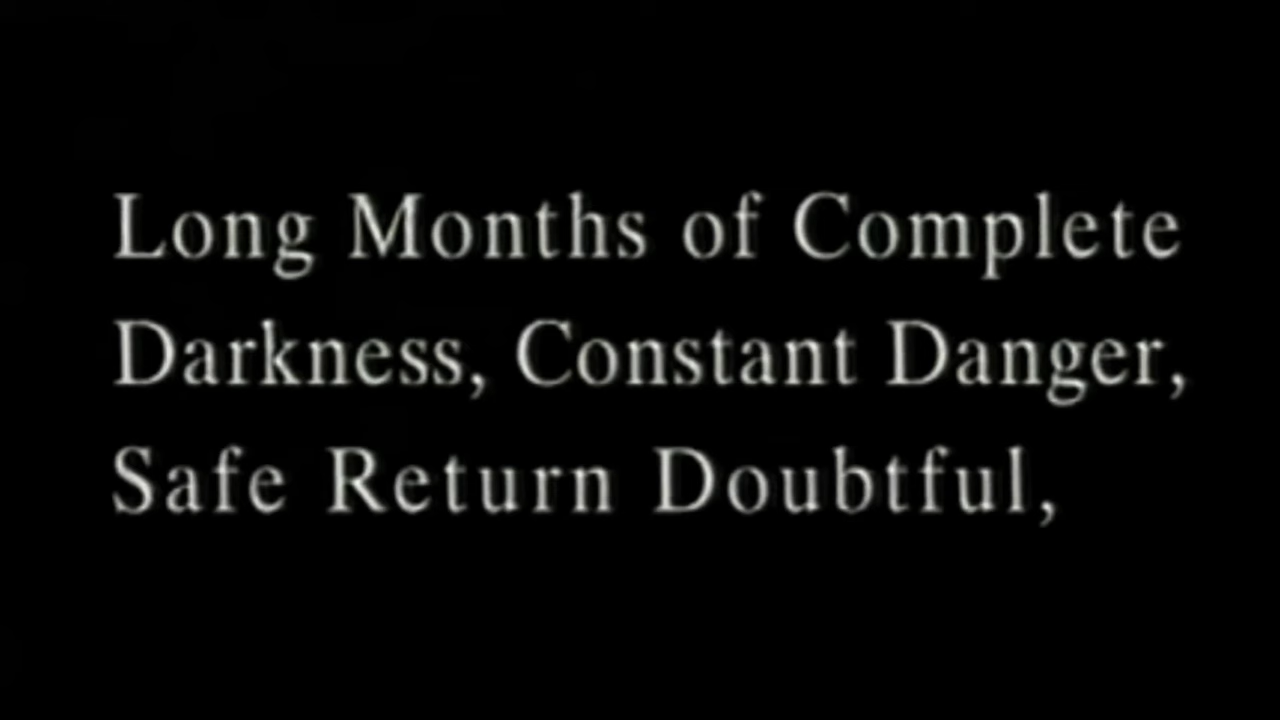 Long Months of Complete
Darkness, Constant Danger,
Safe Return Doubtful,